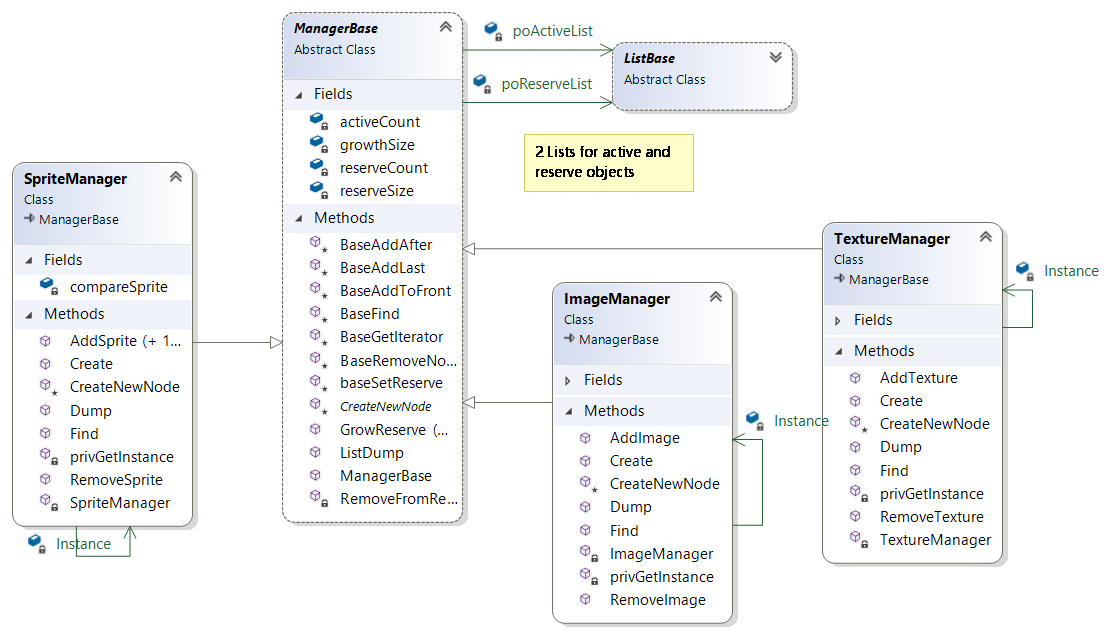 ManagerBase
Abstract Class
Fields
activeCount
growthSize
reserveCount
reserveSize
Methods
BaseAddAfter
BaseAddLast
BaseAddToFront
BaseFind
BaseGetIterator
BaseRemoveNo...
baseSetReserve
CreateNewNode
GrowReserve (...
ListDump
ManagerBase
RemoveFromRe...
poActiveList
poReserveList
ListBase
Abstract Class
2 Lists for active and
reserve objects
SpriteManager
Class
ManagerBase
Fields
compareSprite
Methods
AddSprite (+ 1...
Create
CreateNewNode
Dump
Find
privGetInstance
RemoveSprite
SpriteManager
Instance
ImageManager
Class
ManagerBase
Fields
Methods
AddImage
Create
CreateNewNode
Dump
Find
ImageManager
privGetInstance
RemoveImage
Instance
TextureManager
Class
ManagerBase
Fields
Methods
AddTexture
Create
CreateNewNode
Dump
Find
privGetInstance
RemoveTexture
TextureManager
Instance